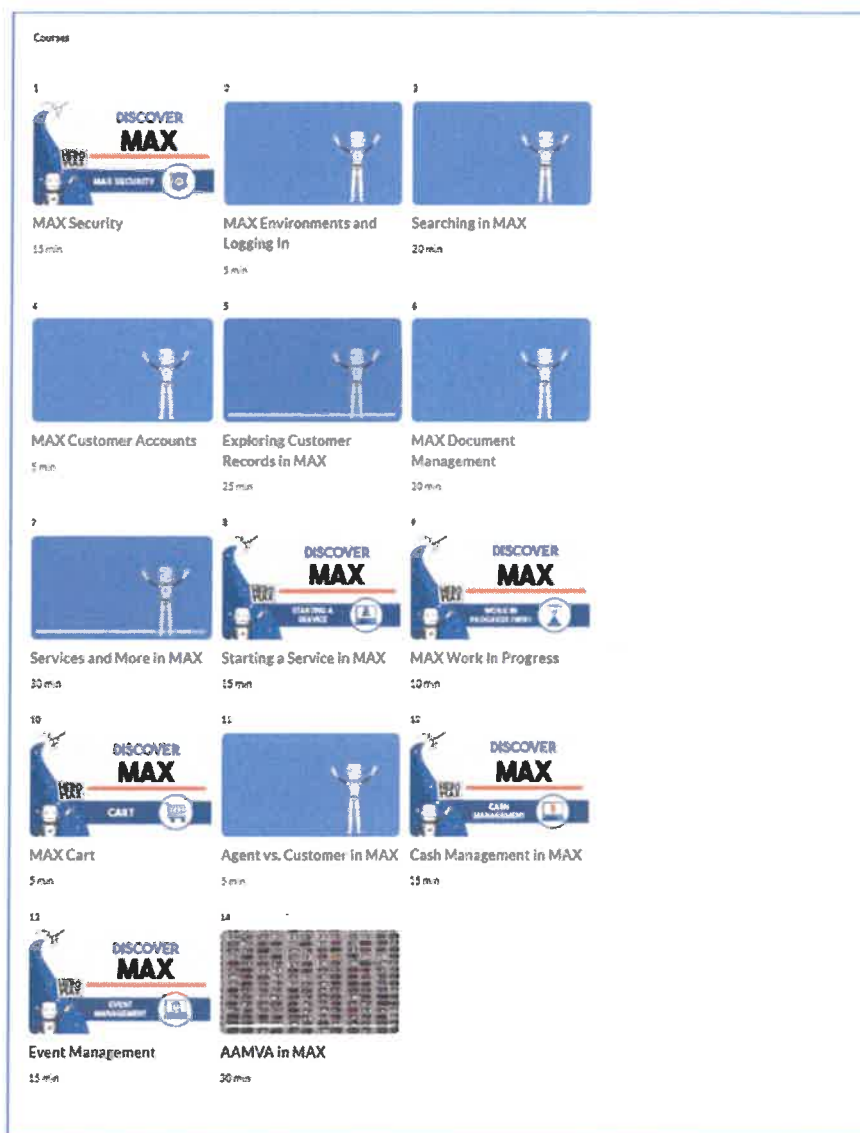 Courses
1
2
3
DISCOVER
MAX
MAX SECURITY
MAX Security
MAX Environments and
Logging In
Searching in MAX
15 min
5 min
20 min
4
5
6
MAX Customer Accounts
Exploring Customer
Records in MAX
MAX Document
Management
5 min
25 min
7
8
9
DISCOVER
MAX
STARTING A
SERVICE
DISCOVER
MAX
WORK IN
Services and More in MAX
Starting a Service in MAX
MAX Work In Progress
30 min
15 min
10 min
10
11
12
DISCOVER
MAX
CART
DISCOVER
MAX
CASH
MANAGEMENT
MAX Cart
Agent vs. Customer in MAX
Cash Management in MAX
5 min
5 min
15 min
13
14
DISCOVER
MAX
EVENT
MANAGEMENT
Event Management
AAMVA in MAX
15 min
30 min